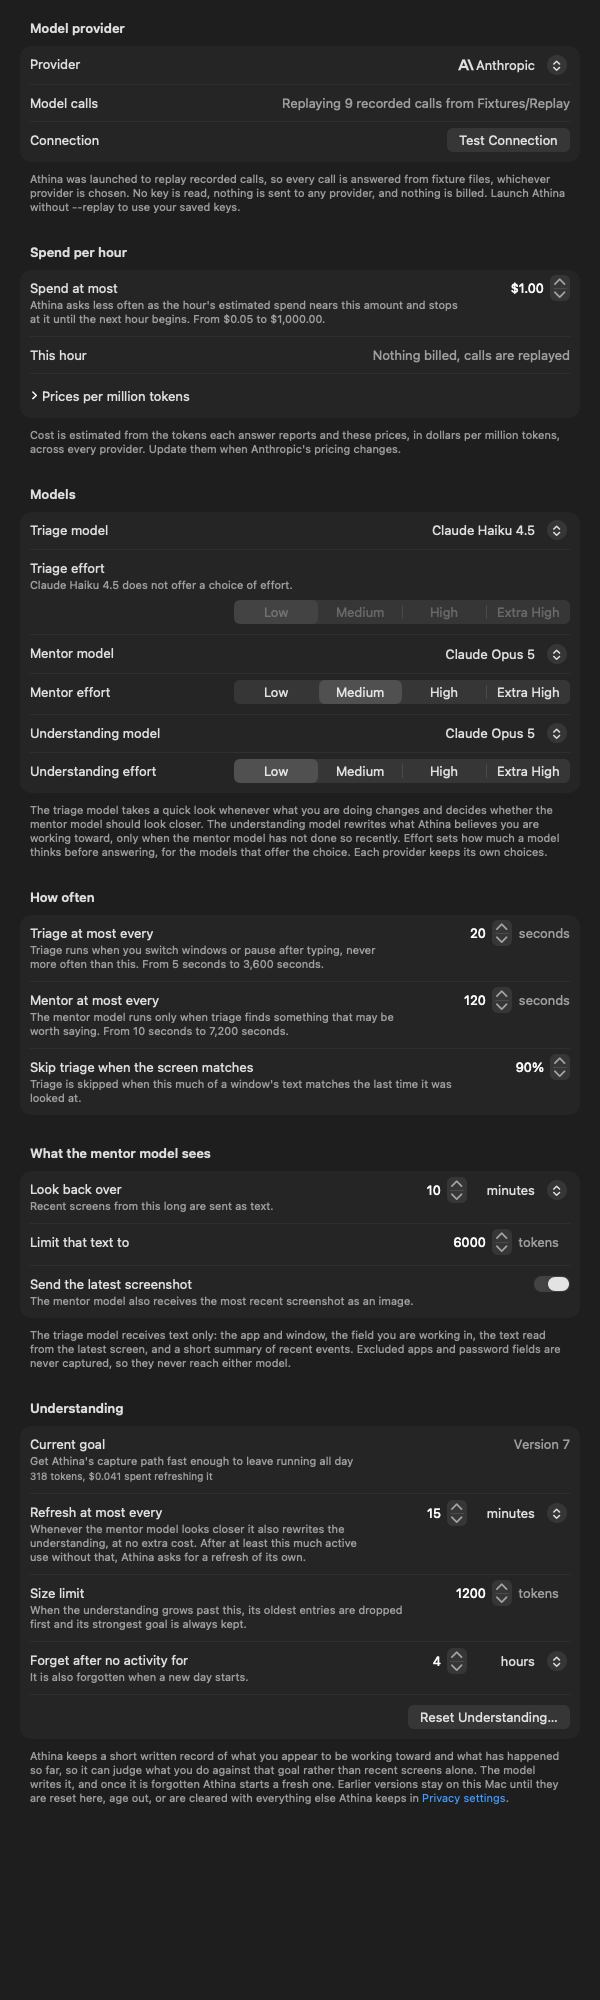 Model provider
Provider
Anthropic
Model calls
Replaying 9 recorded calls from Fixtures/Replay
Connection
Test Connection
Athina was launched to replay recorded calls, so every call is answered from fixture files, whichever
provider is chosen. No key is read, nothing is sent to any provider, and nothing is billed. Launch Athina
without --replay to use your saved keys.
Spend per hour
Spend at most
$1.00
Athina asks less often as the hour's estimated spend nears this amount and stops
at it until the next hour begins. From $0.05 to $1,000.00.
This hour
Nothing billed, calls are replayed
Prices per million tokens
Cost is estimated from the tokens each answer reports and these prices, in dollars per million tokens,
across every provider. Update them when Anthropic's pricing changes.
Models
Triage model
Claude Haiku 4.5
Triage effort
Claude Haiku 4.5 does not offer a choice of effort.
Low Medium High Extra High
Mentor model
Claude Opus 5
Mentor effort
Low Medium High Extra High
Understanding model
Claude Opus 5
Understanding effort
Low Medium High Extra High
The triage model takes a quick look whenever what you are doing changes and decides whether the
mentor model should look closer. The understanding model rewrites what Athina believes you are
working toward, only when the mentor model has not done so recently. Effort sets how much a model
thinks before answering, for the models that offer the choice. Each provider keeps its own choices.
How often
Triage at most every
20 seconds
Triage runs when you switch windows or pause after typing, never
more often than this. From 5 seconds to 3,600 seconds.
Mentor at most every
120 seconds
The mentor model runs only when triage finds something that may be
worth saying. From 10 seconds to 7,200 seconds.
Skip triage when the screen matches
90%
Triage is skipped when this much of a window's text matches the last time it was
looked at.
What the mentor model sees
Look back over
10 minutes
Recent screens from this long are sent as text.
Limit that text to
6000 tokens
Send the latest screenshot
The mentor model also receives the most recent screenshot as an image.
The triage model receives text only: the app and window, the field you are working in, the text read
from the latest screen, and a short summary of recent events. Excluded apps and password fields are
never captured, so they never reach either model.
Understanding
Current goal
Version 7
Get Athina's capture path fast enough to leave running all day
318 tokens, $0.041 spent refreshing it
Refresh at most every
15 minutes
Whenever the mentor model looks closer it also rewrites the
understanding, at no extra cost. After at least this much active
use without that, Athina asks for a refresh of its own.
Size limit
1200 tokens
When the understanding grows past this, its oldest entries are dropped
first and its strongest goal is always kept.
Forget after no activity for
4 hours
It is also forgotten when a new day starts.
Reset Understanding...
Athina keeps a short written record of what you appear to be working toward and what has happened
so far, so it can judge what you do against that goal rather than recent screens alone. The model
writes it, and once it is forgotten Athina starts a fresh one. Earlier versions stay on this Mac until they
are reset here, age out, or are cleared with everything else Athina keeps in Privacy settings.